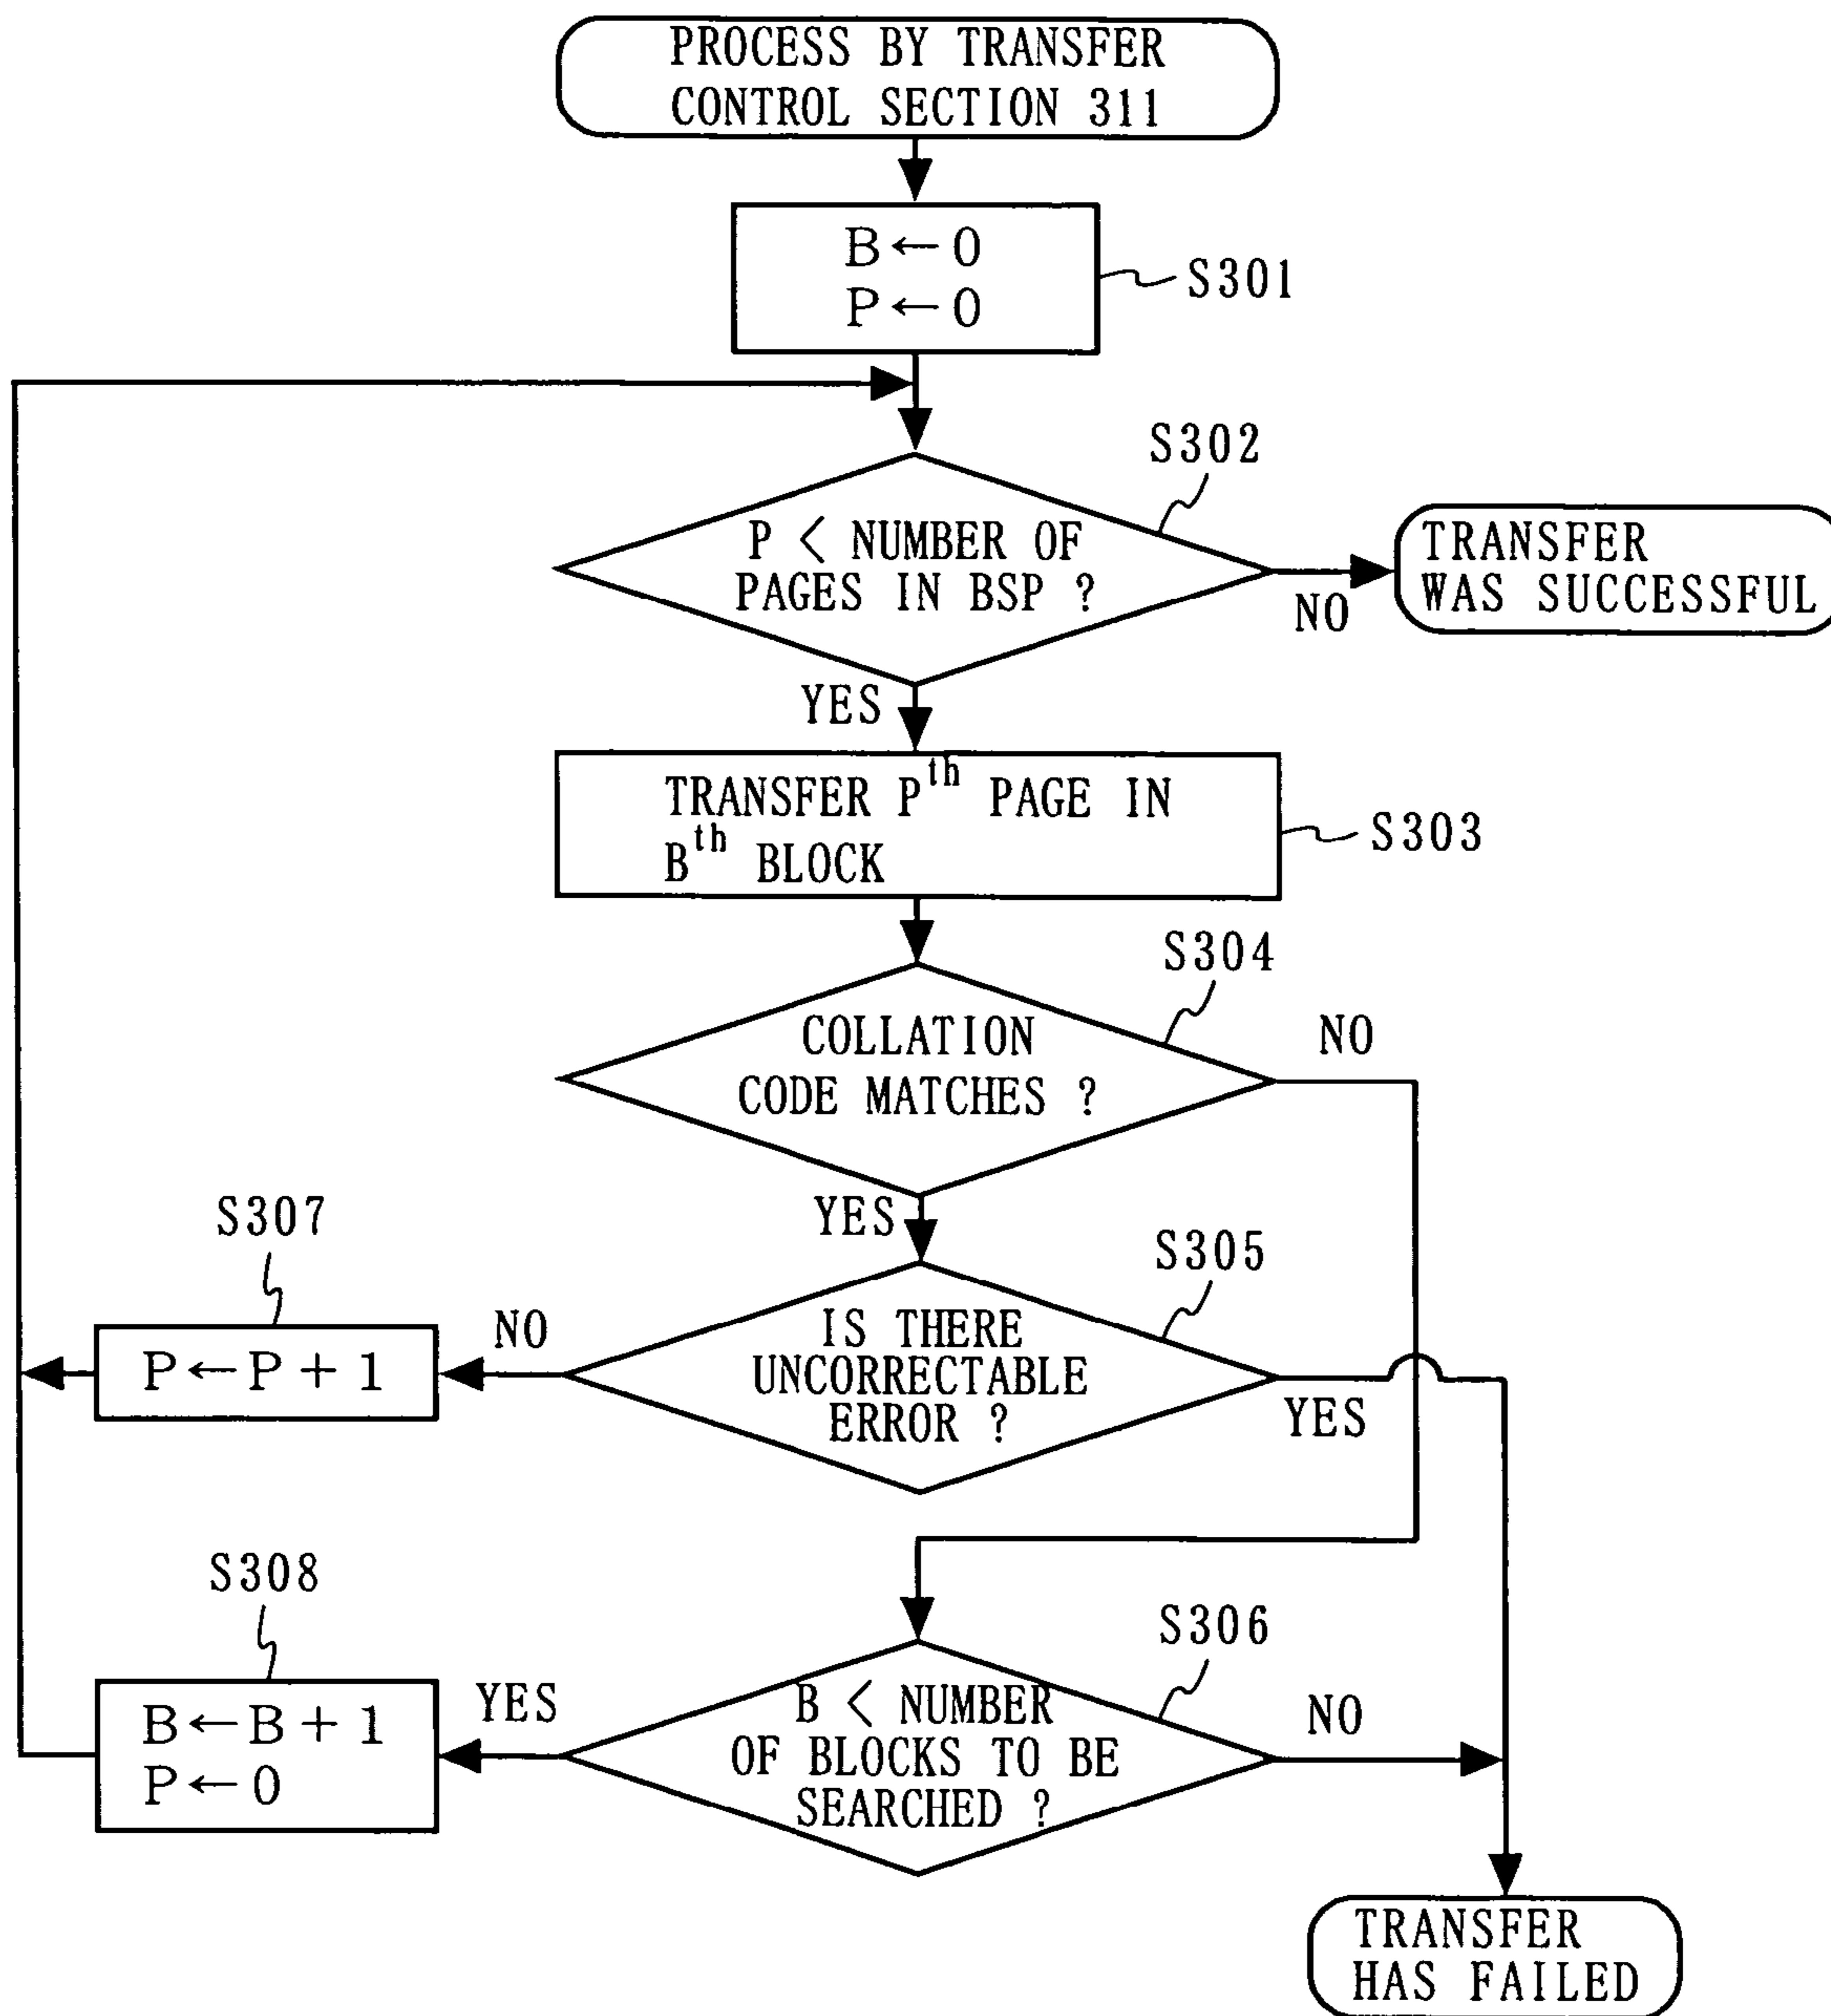 PROCESS BY TRANSFER
CONTROL SECTION 311
B←0
P←0
S301
S302
P < NUMBER OF
PAGES IN BSP ?
NO
TRANSFER
WAS SUCCESSFUL
YES
TRANSFER Pth PAGE IN
Bth BLOCK
S303
S304
COLLATION
CODE MATCHES ?
NO
YES
S305
S307
IS THERE
UNCORRECTABLE
ERROR ?
NO
YES
P←P+1
S308
S306
B < NUMBER
OF BLOCKS TO BE
SEARCHED ?
YES
NO
B←B+1
P←0
TRANSFER
HAS FAILED